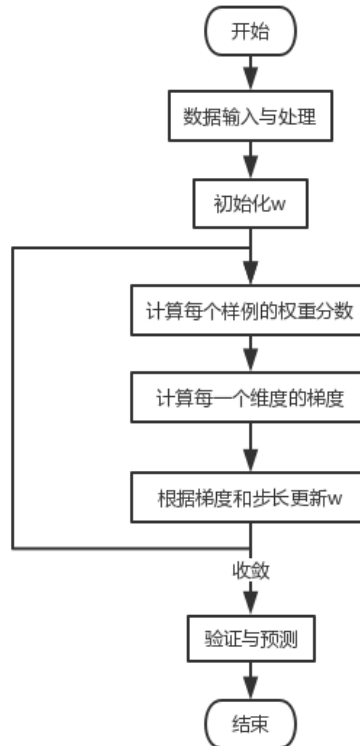 开始
数据输入与处理
初始化w
计算每个样例的权重分数
计算每一个维度的梯度
根据梯度和步长更新w
收敛
验证与预测
结束